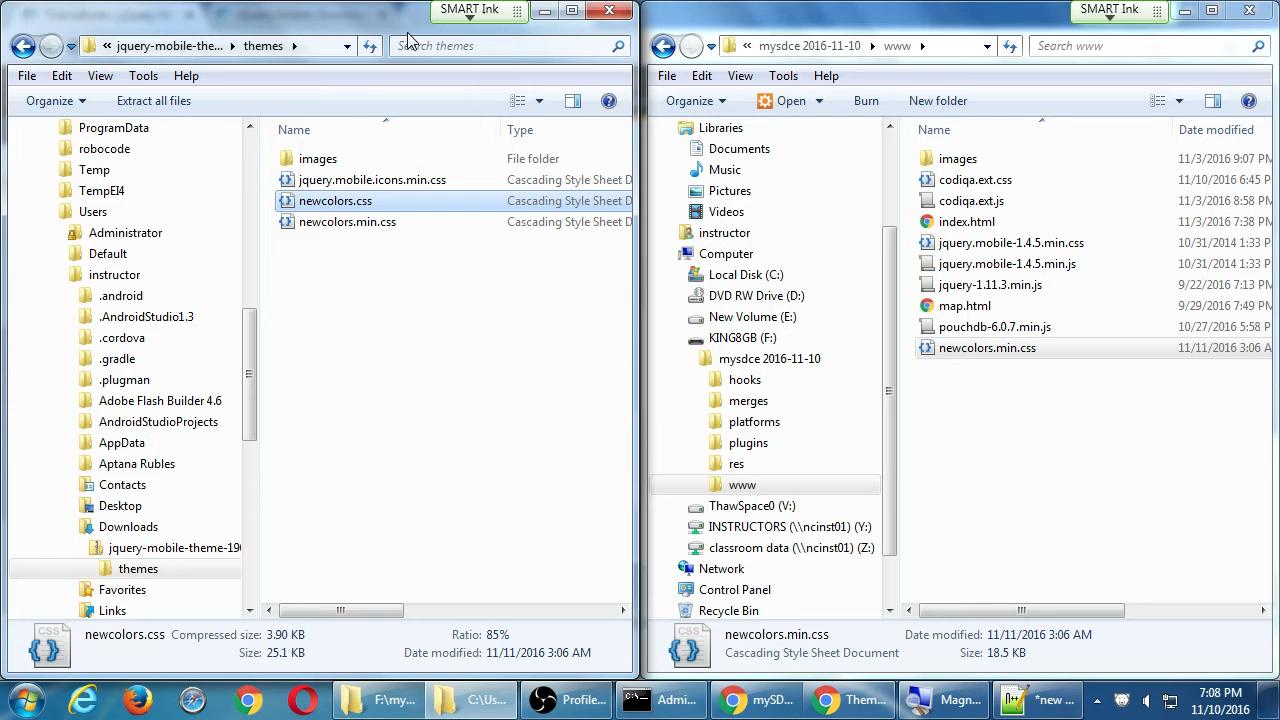 SMART Ink
« jquery-mobile-the... ▸ themes ▸
Search themes
File Edit View Tools Help
Organize Extract all files
ProgramData
robocode
Temp
TempEI4
Users
Administrator
Default
instructor
.android
.AndroidStudio1.3
.cordova
.gradle
.plugman
Adobe Flash Builder 4.6
AndroidStudioProjects
AppData
Aptana Rubles
Contacts
Desktop
Downloads
jquery-mobile-theme-190
themes
Favorites
Links
Name Type
images File folder
jquery.mobile.icons.min.css Cascading Style Sheet D
newcolors.css Cascading Style Sheet D
newcolors.min.css Cascading Style Sheet D
newcolors.css Compressed size: 3.90 KB Ratio: 85%
Size: 25.1 KB Date modified: 11/11/2016 3:06 AM
SMART Ink
« mysdce 2016-11-10 ▸ www ▸
Search www
File Edit View Tools Help
Organize Open Burn New folder
Libraries
Documents
Music
Pictures
Videos
instructor
Computer
Local Disk (C:)
DVD RW Drive (D:)
New Volume (E:)
KING8GB (F:)
mysdce 2016-11-10
hooks
merges
platforms
plugins
res
www
ThawSpace0 (V:)
INSTRUCTORS (\\ncinst01) (Y:)
classroom data (\\ncinst01) (Z:)
Network
Control Panel
Recycle Bin
Name Date modified
images 11/3/2016 9:07 PM
codiqa.ext.css 11/10/2016 6:45 P
codiqa.ext.js 11/3/2016 8:58 PM
index.html 11/3/2016 7:38 PM
jquery.mobile-1.4.5.min.css 10/31/2014 1:33 P
jquery.mobile-1.4.5.min.js 10/31/2014 1:33 P
jquery-1.11.3.min.js 9/22/2016 7:13 PM
map.html 9/29/2016 7:49 PM
pouchdb-6.0.7.min.js 10/27/2016 5:58 P
newcolors.min.css 11/11/2016 3:06 A
newcolors.min.css Date modified: 11/11/2016 3:06 AM
Cascading Style Sheet Document Size: 18.5 KB
F:\my... C:\Us... Profile... Admi... mySD... Them... Magn... *new ...
7:08 PM
11/10/2016